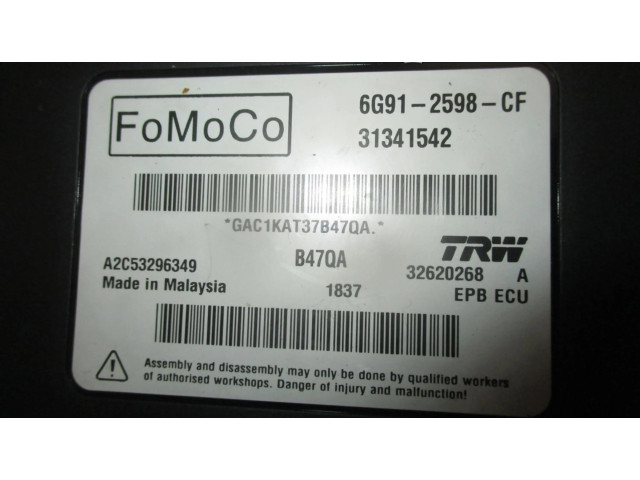 FoMoCo
6G91-2598-CF
31341542
*GAC1KAT37B47QA.*
B47QA
TRW
A2C53296349
32620268 A
Made in Malaysia
1837
EPB ECU
Assembly and disassembly may only be done by qualified workers
of authorised workshops. Danger of injury and malfunction!